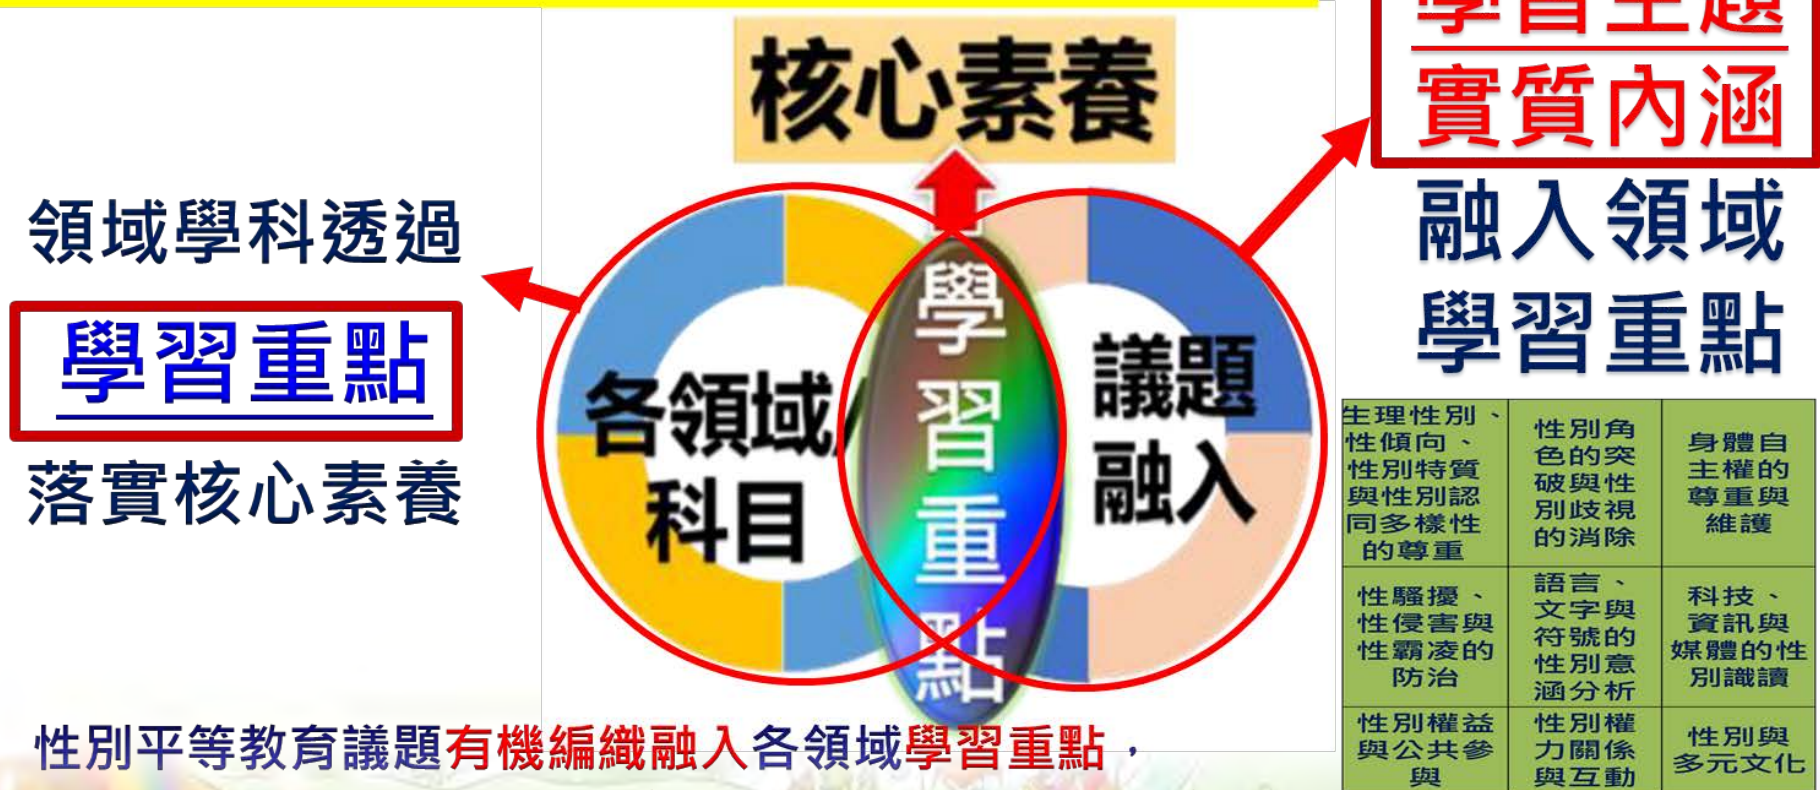 核心素養
領域學科透過
學習重點
落實核心素養
各領域/
科目
學
習
重
點
議題
融入
學習主題
實質內涵
融入領域
學習重點
生理性別、
性傾向、
性別特質
與性別認
同多樣性
的尊重
性別角
色的突
破與性
別歧視
的消除
身體自
主權的
尊重與
維護
性騷擾、
性侵害與
性霸凌的
防治
語言、
文字與
符號的
性別意
涵分析
科技、
資訊與
媒體的性
別識讀
性別權益
與公共參
與
性別權
力關係
與互動
性別與
多元文化
性別平等教育議題有機編織融入各領域學習重點，